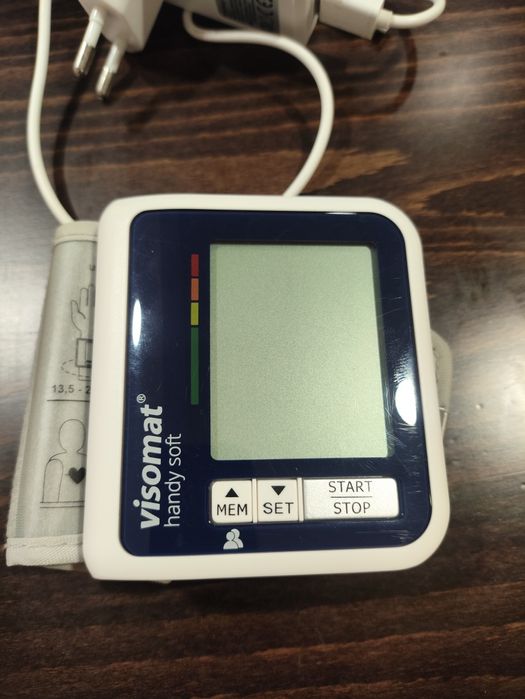 visomat®
handy soft
▲
MEM
▼
SET
START
STOP
13,5 - 2